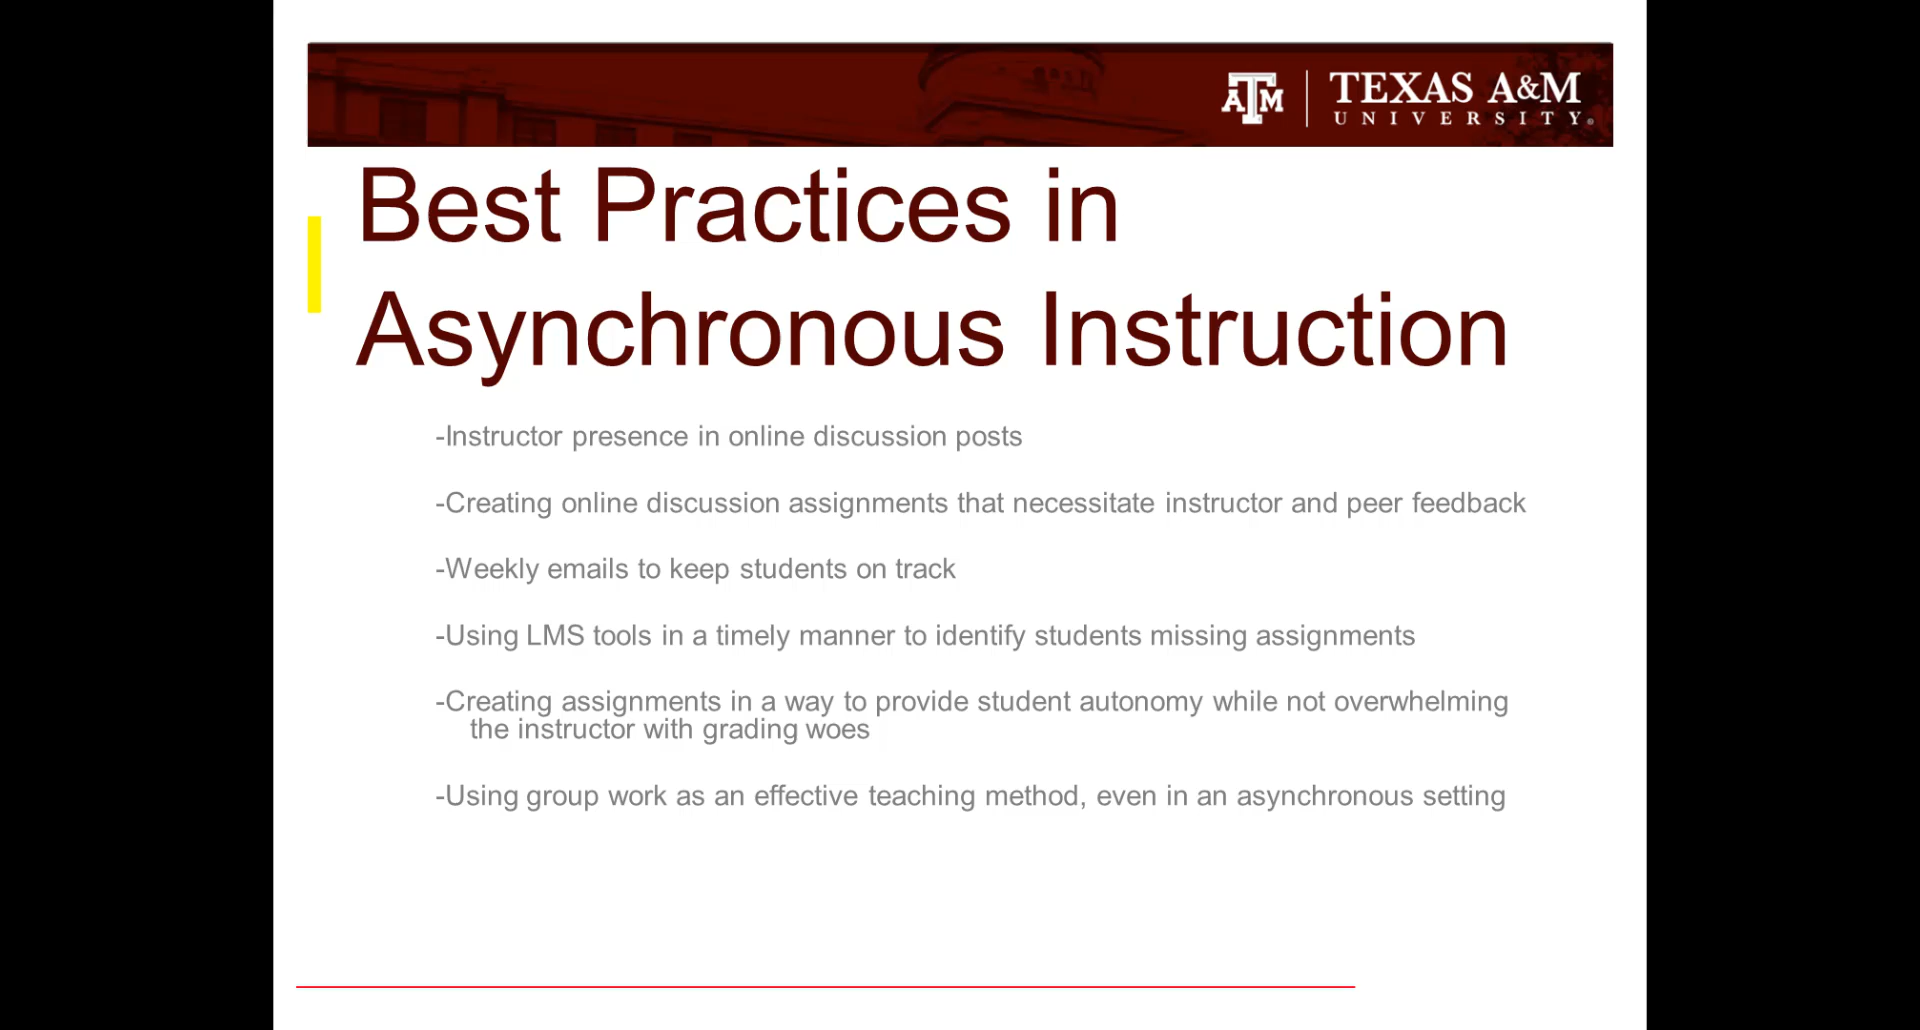 TEXAS A&M
UNIVERSITY®
Best Practices in
Asynchronous Instruction
-Instructor presence in online discussion posts
-Creating online discussion assignments that necessitate instructor and peer feedback
-Weekly emails to keep students on track
-Using LMS tools in a timely manner to identify students missing assignments
-Creating assignments in a way to provide student autonomy while not overwhelming
the instructor with grading woes
-Using group work as an effective teaching method, even in an asynchronous setting